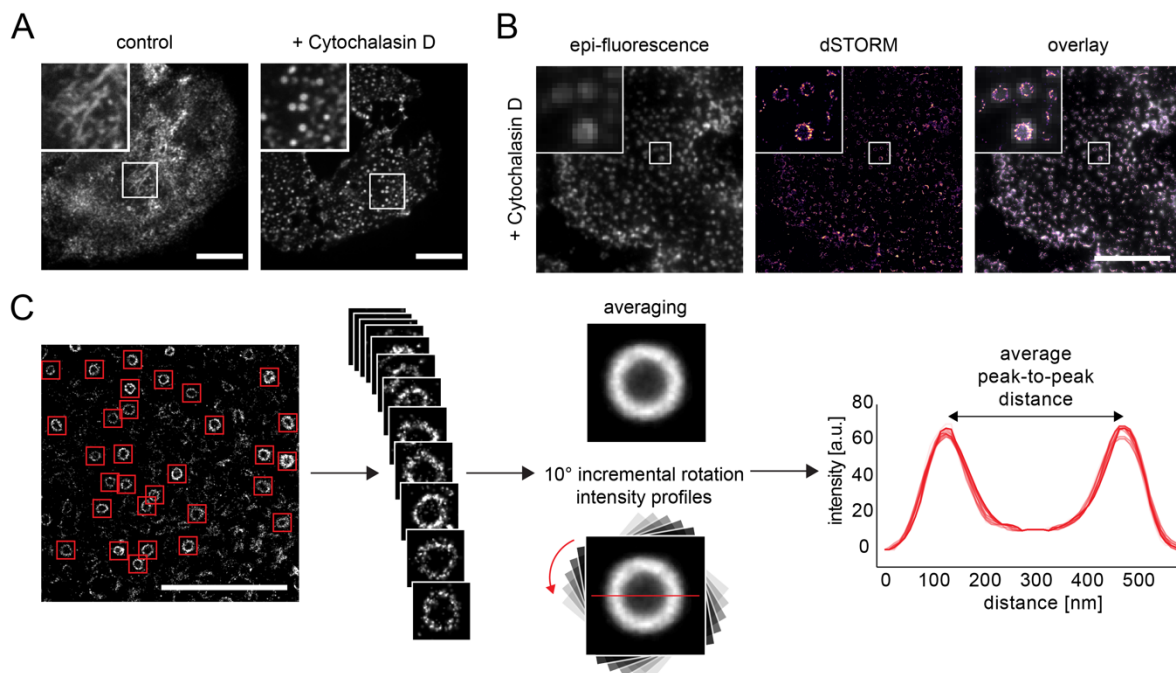 A
control
+ Cytochalasin D
B
epi-fluorescence
dSTORM
overlay
+ Cytochalasin D
C
averaging
10° incremental rotation
intensity profiles
average
peak-to-peak
distance
intensity [a.u.]
80
60
40
20
0
0
100
200
300
400
500
distance [nm]